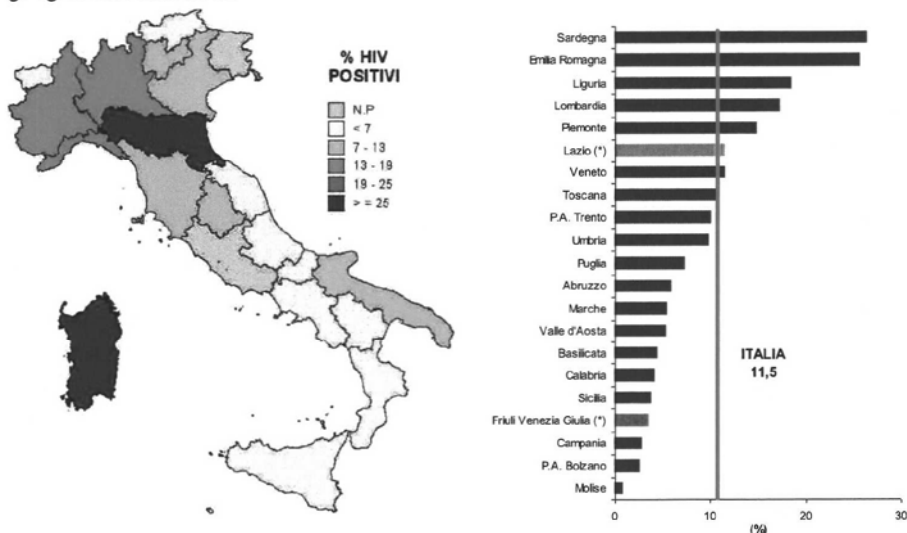 % HIV
POSITIVI
N.P
< 7
7 - 13
13 - 19
19 - 25
> = 25
Sardegna
Emilia Romagna
Liguria
Lombardia
Piemonte
Lazio (*)
Veneto
Toscana
P.A. Trento
Umbria
Puglia
Abruzzo
Marche
Valle d'Aosta
Basilicata
Calabria
Sicilia
Friuli Venezia Giulia (*)
Campania
P.A. Bolzano
Molise
ITALIA
11,5
0 10 20 30
(%)